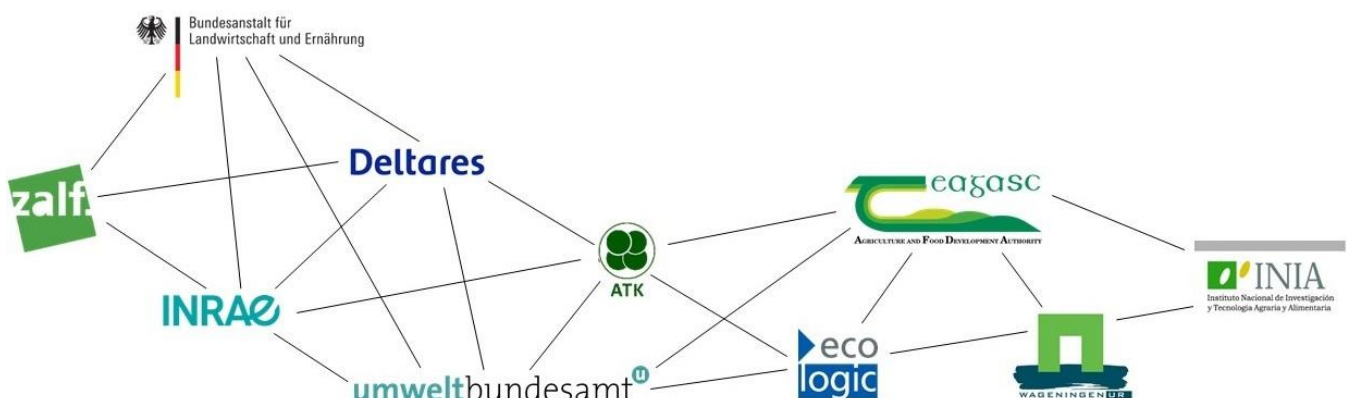 Bundesanstalt für
Landwirtschaft und Ernährung
Deltares
zalf.
eagasc
AGRICULTURE AND FOOD DEVELOPMENT AUTHORITY
ATK
INIA
Instituto Nacional de Investigación
y Tecnología Agraria y Alimentaria
INRAE
eco
logic
umweltbundesamt
u
WAGENINGEN UR